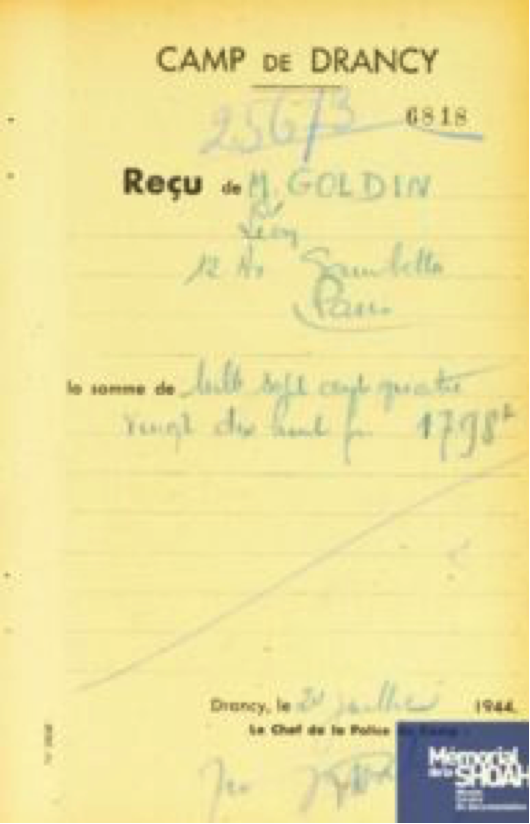 CAMP DE DRANCY
25673
6818
Reçu de M. GOLDIN
Léon
12 Av Gambetta
Paris
la somme de Mille sept cent quatre
vingt dix huit fr 1798 f
Drancy, le juillet 1944.
Le Chef de la Police du Camp :
Mémorial
de la SHOAH